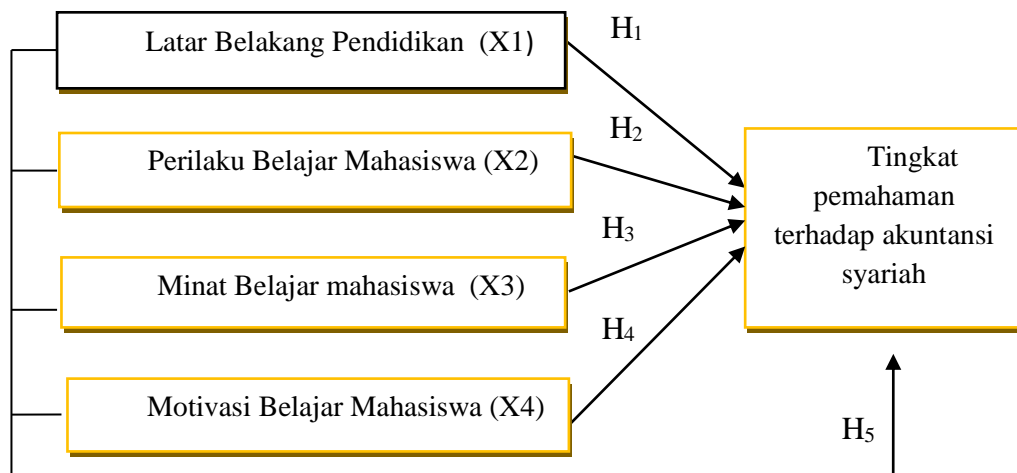 Latar Belakang Pendidikan (X1)
H1
H2
Perilaku Belajar Mahasiswa (X2)
Tingkat
pemahaman
terhadap akuntansi
syariah
H3
Minat Belajar mahasiswa (X3)
H4
Motivasi Belajar Mahasiswa (X4)
H5